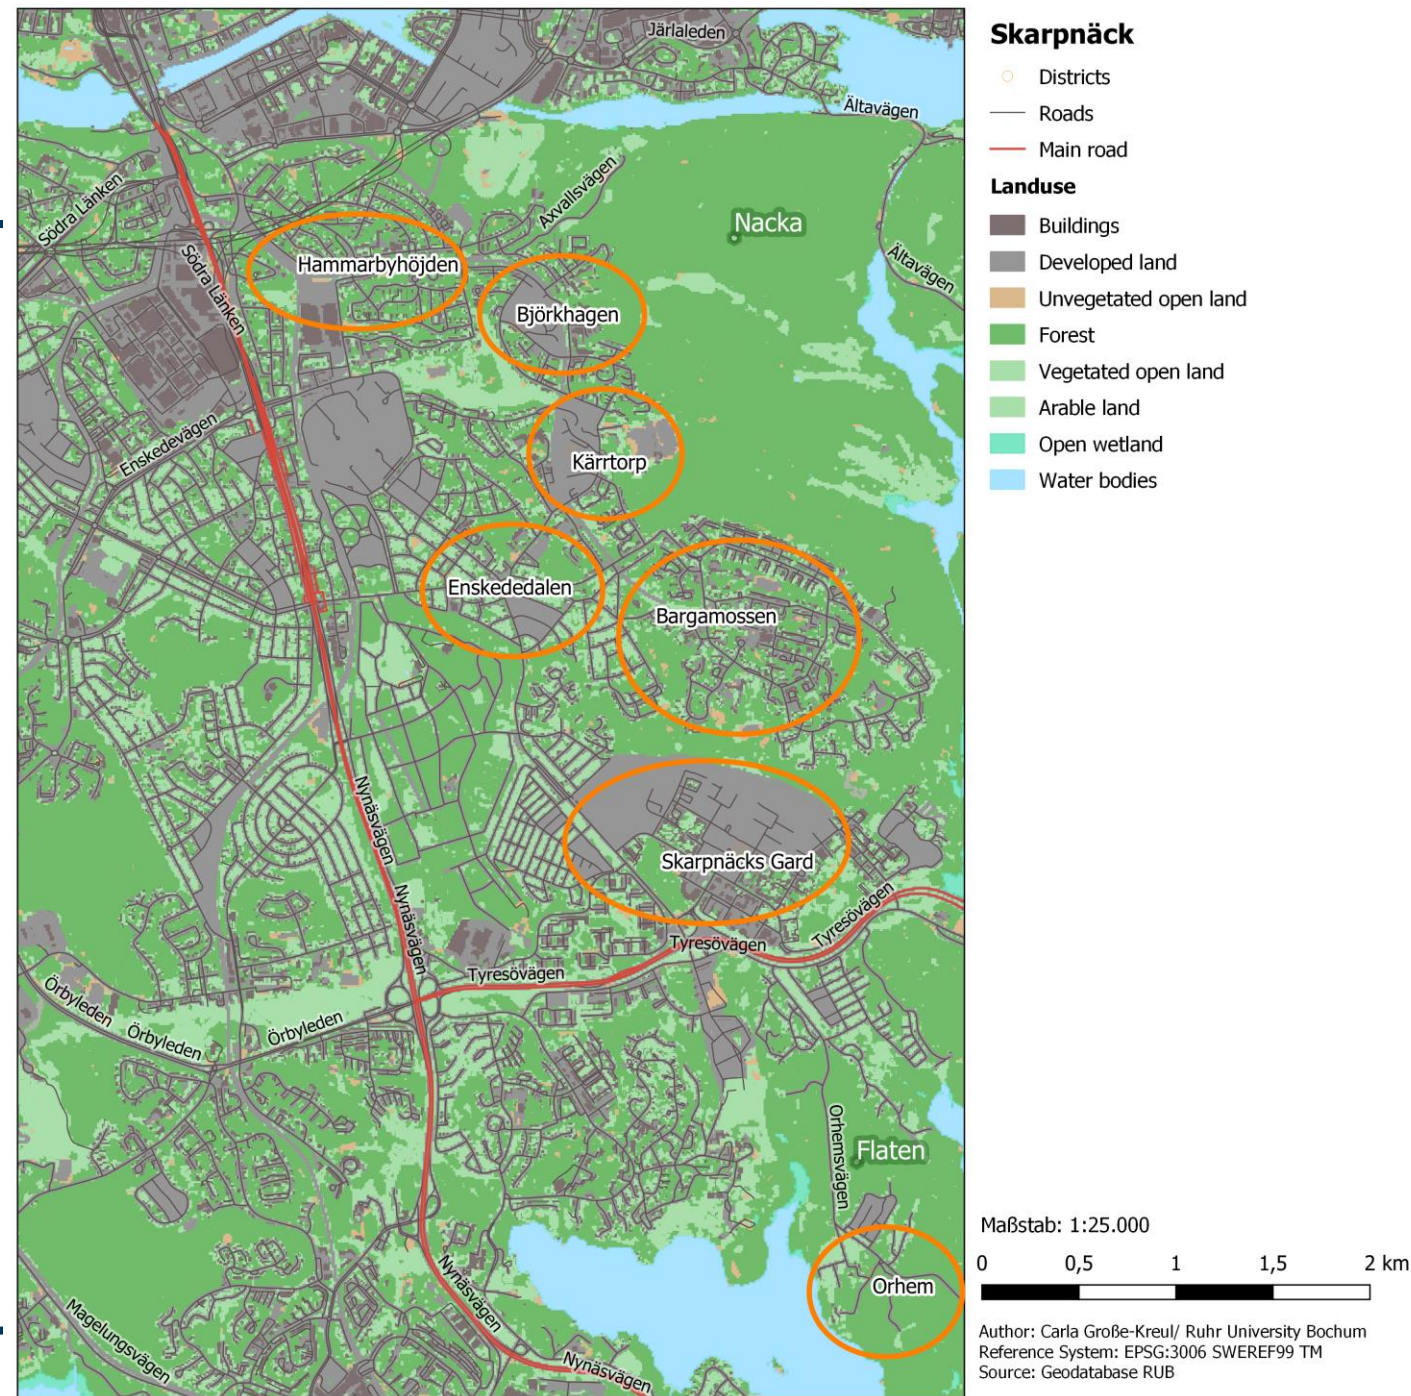 Järlaleden
Ältavägen
Axvallsvägen
Södra Länken
Nacka
Södra Länken
Hammarbyhöjden
Ältavägen
Björkhagen
Enskedevägen
Kärrtorp
Enskededalen
Bargamossen
Nynäsvägen
Skarpnäcks Gard
Nynäsvägen
Tyresövägen
Tyresövägen
Tyresövägen
Örbyleden
Örbyleden
Örbyleden
Orhemsvägen
Flaten
Orhem
Nynäsvägen
Magelungsvägen
Nynäsvägen
Skarpnäck
Districts
Roads
Main road
Landuse
Buildings
Developed land
Unvegetated open land
Forest
Vegetated open land
Arable land
Open wetland
Water bodies
Maßstab: 1:25.000
0 0,5 1 1,5 2 km
Author: Carla Große-Kreul/ Ruhr University Bochum
Reference System: EPSG:3006 SWEREF99 TM
Source: Geodatabase RUB